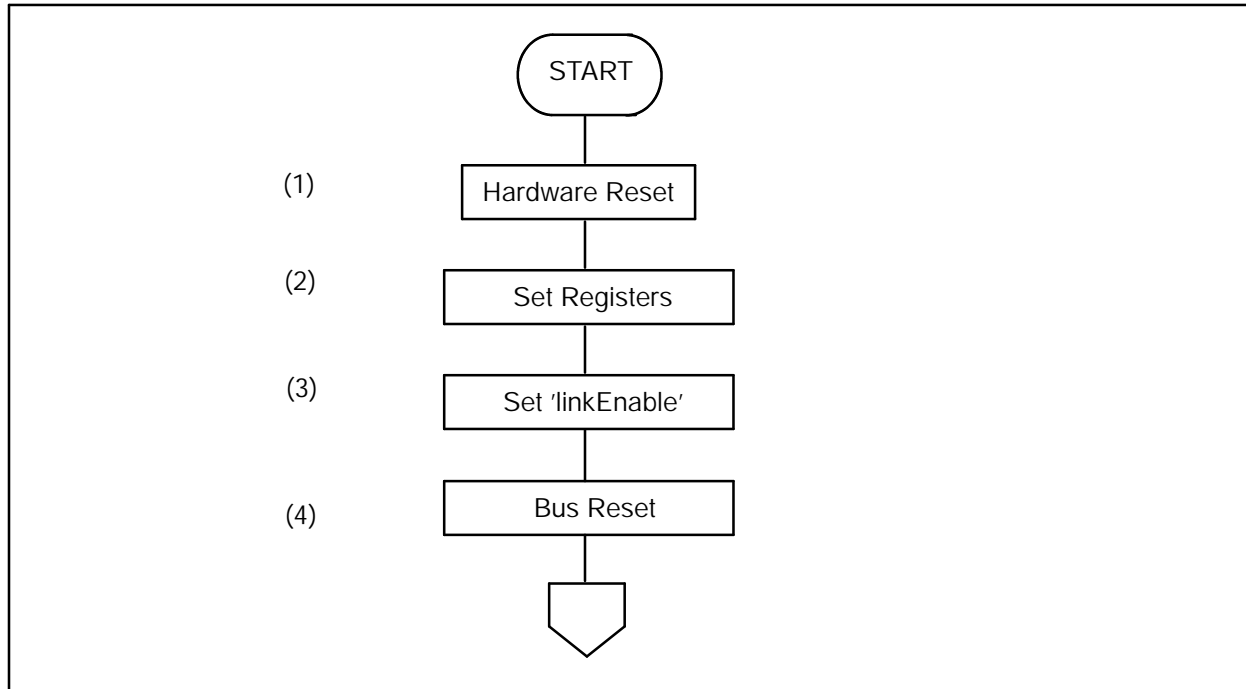 START
(1)
Hardware Reset
(2)
Set Registers
(3)
Set 'linkEnable'
(4)
Bus Reset